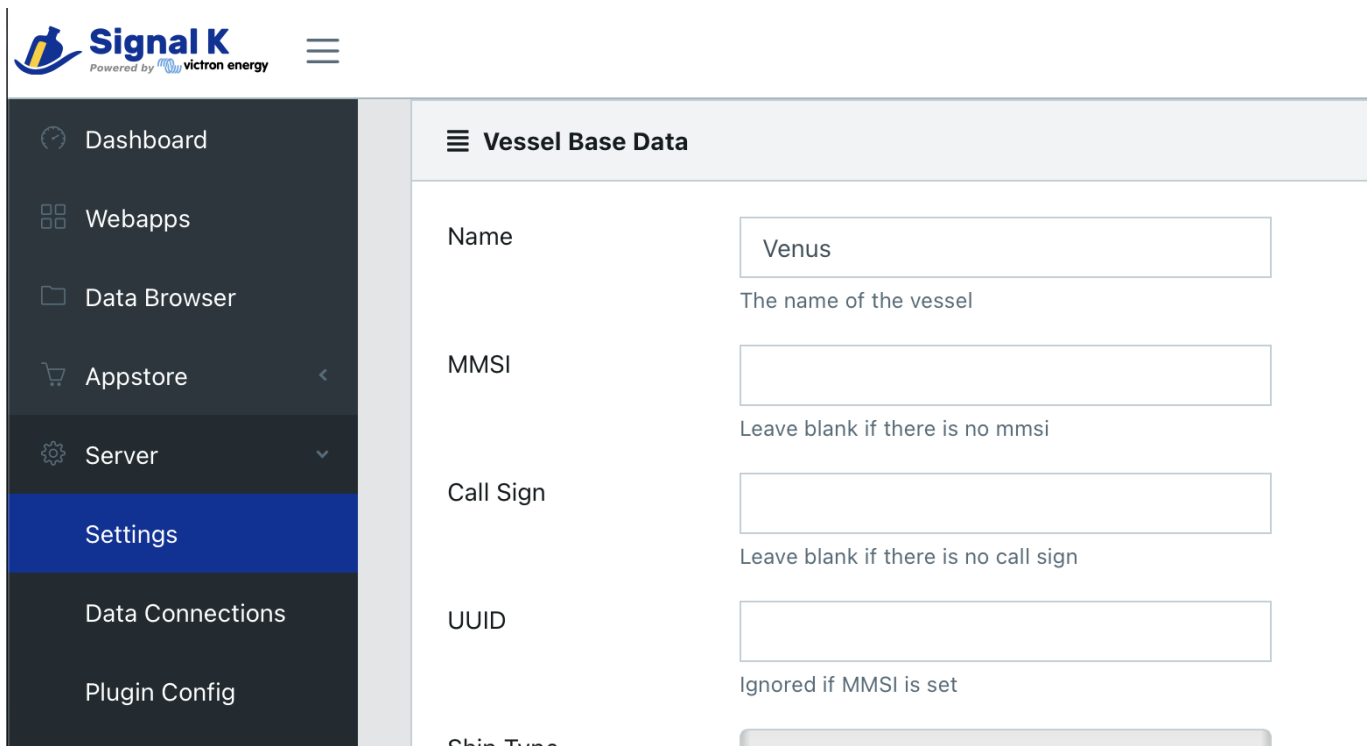 Signal K
Powered by victron energy
Dashboard
Webapps
Data Browser
Appstore
Server
Settings
Data Connections
Plugin Config
Vessel Base Data
Name
Venus
The name of the vessel
MMSI
Leave blank if there is no mmsi
Call Sign
Leave blank if there is no call sign
UUID
Ignored if MMSI is set
Ship Type